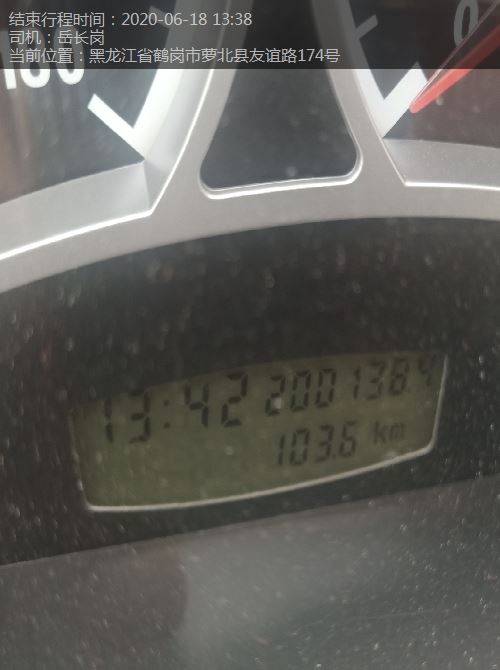 结束行程时间：2020-06-18 13:38
司机：岳长岗
当前位置：黑龙江省鹤岗市萝北县友谊路174号
13:42 200138.4
103.6 km